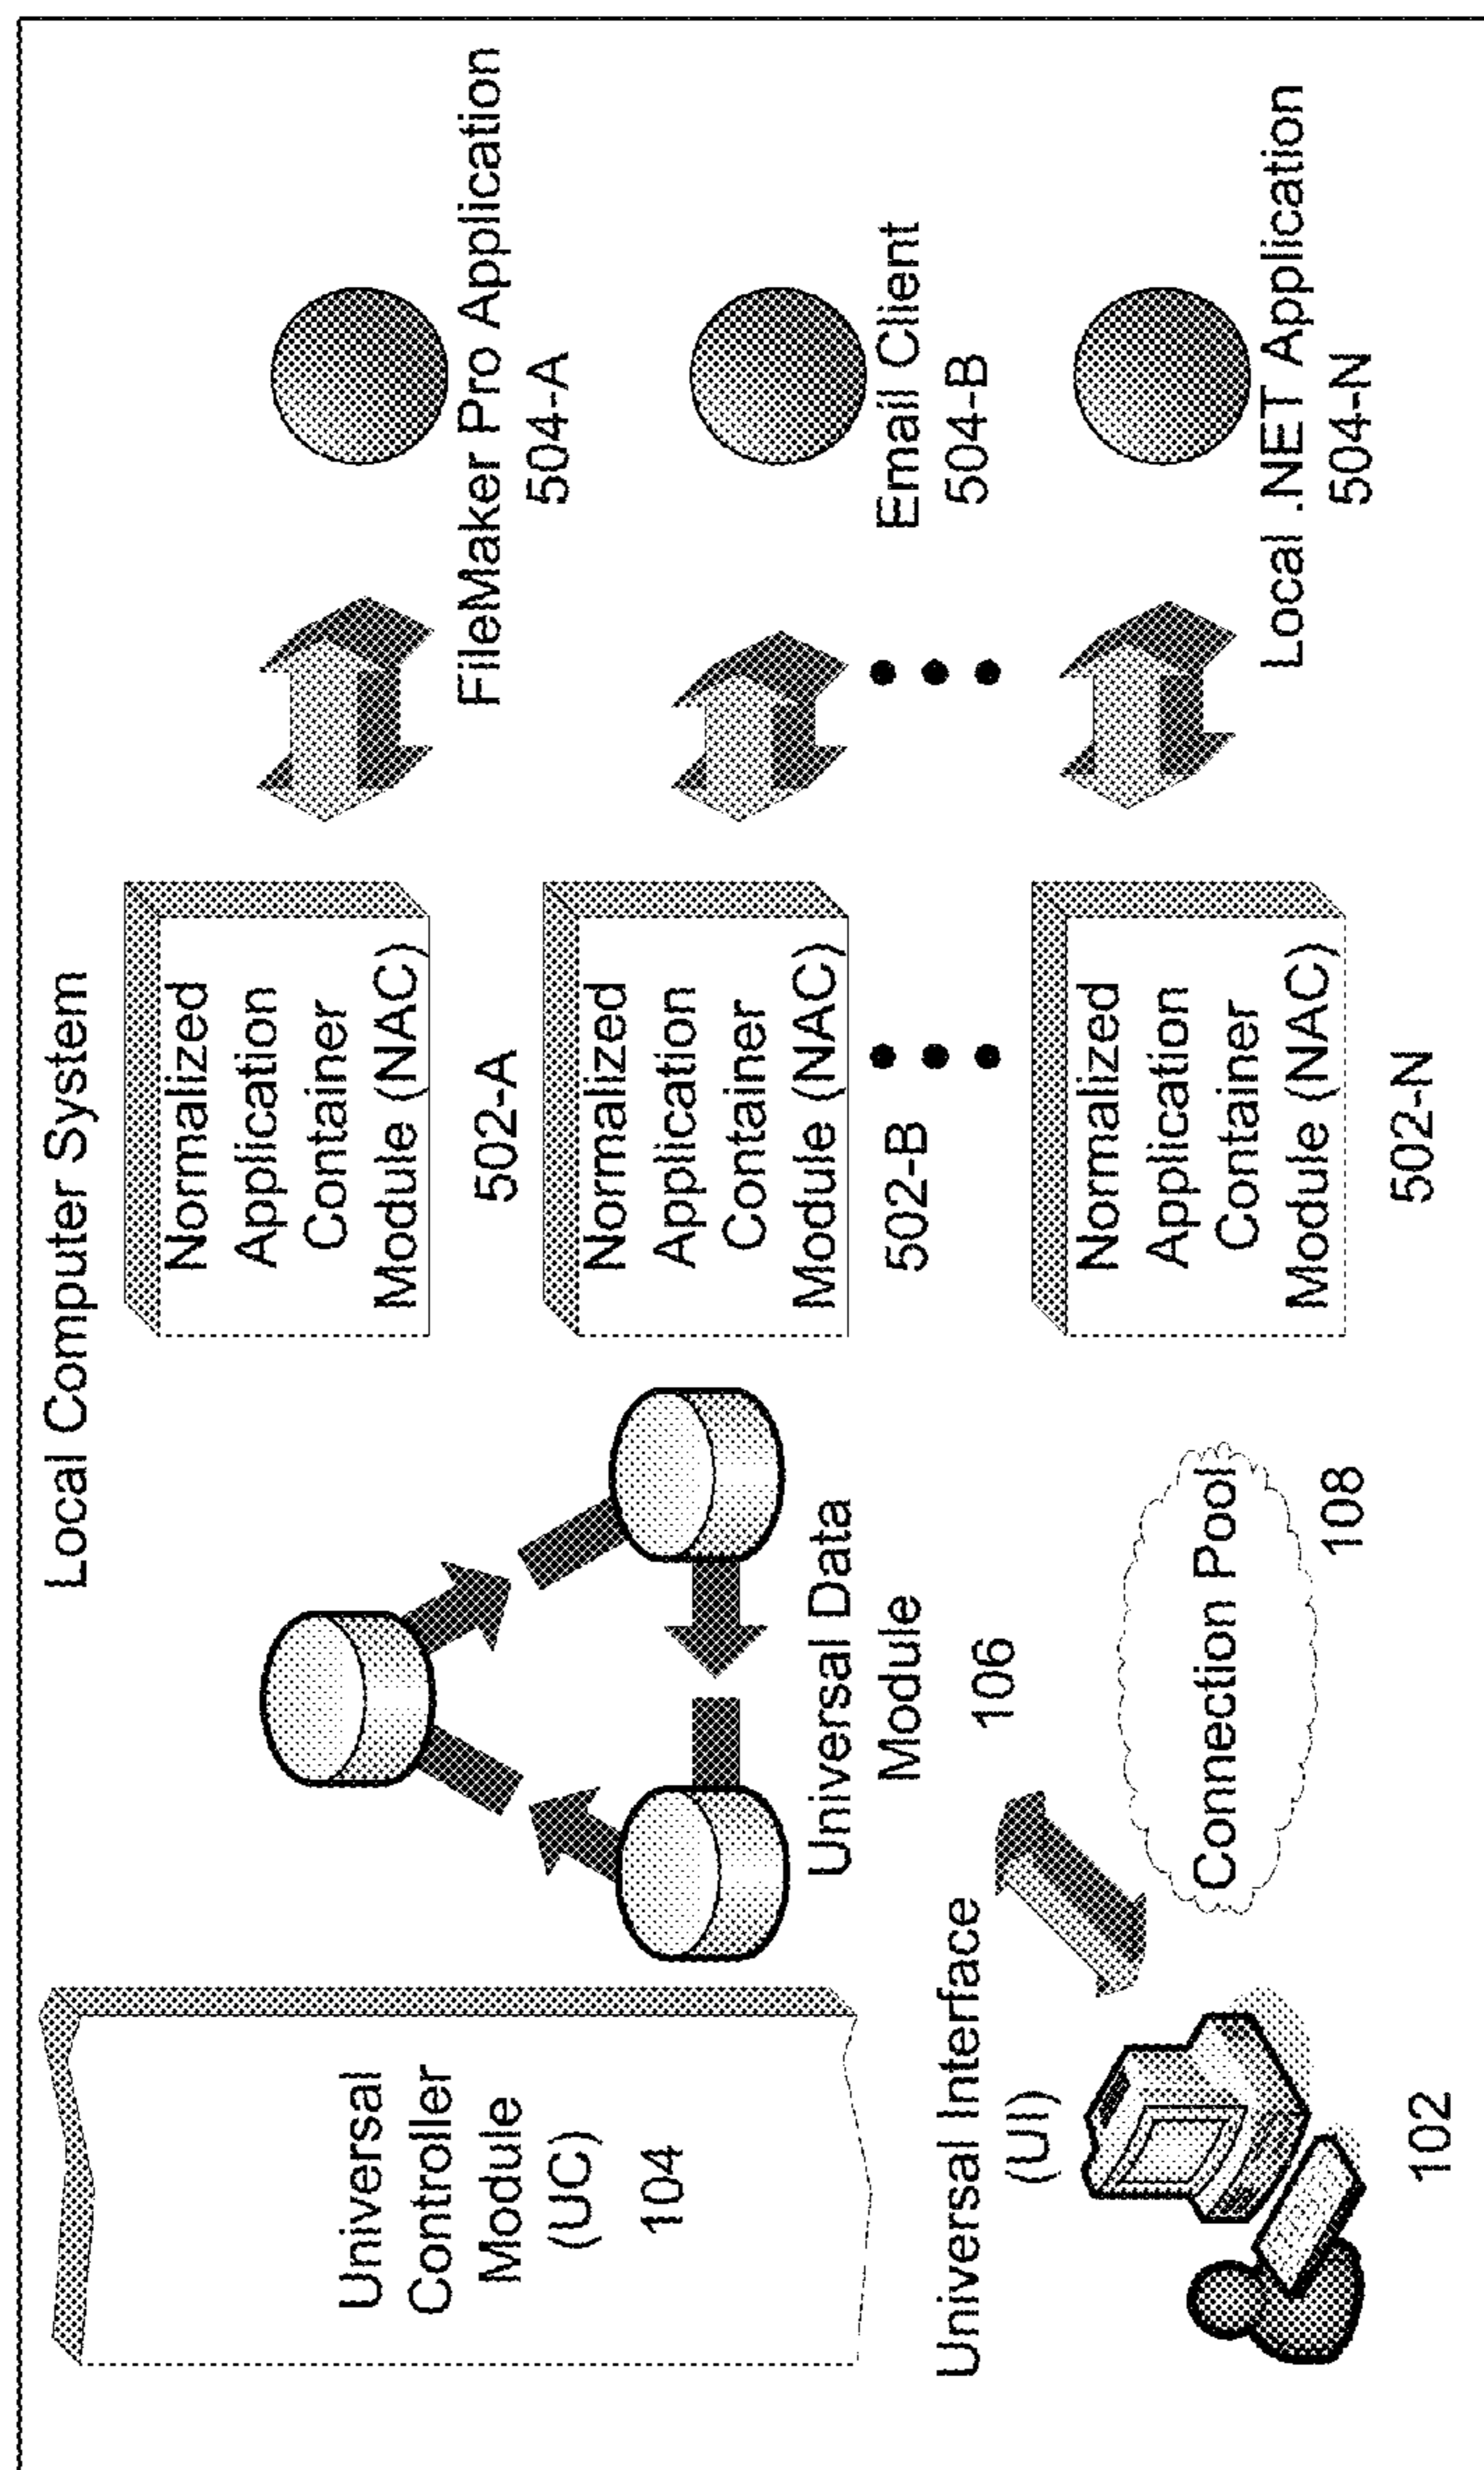 Local Computer System
Universal
Controller
Module
(UC)
104
Universal Data
Module
106
Normalized
Application
Container
Module (NAC)
502-A
FileMaker Pro Application
504-A
Normalized
Application
Container
Module (NAC)
502-B
Email Client
504-B
Universal Interface
(UI)
102
Connection Pool
108
Normalized
Application
Container
Module (NAC)
502-N
Local .NET Application
504-N